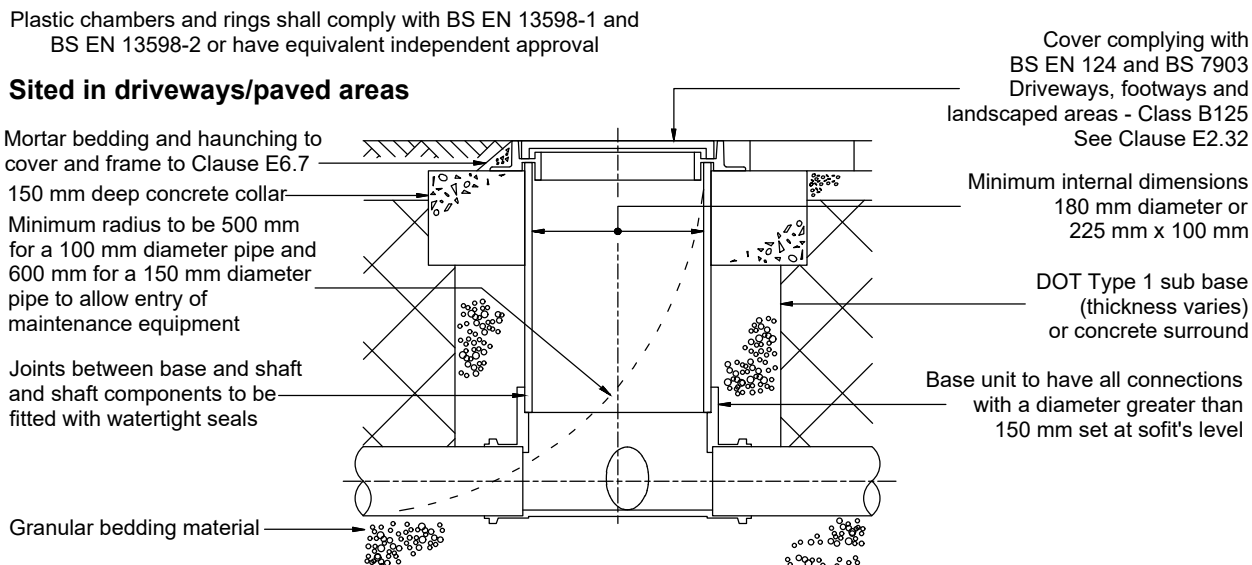 Plastic chambers and rings shall comply with BS EN 13598-1 and
BS EN 13598-2 or have equivalent independent approval
Sited in driveways/paved areas
Mortar bedding and haunching to
cover and frame to Clause E6.7
150 mm deep concrete collar
Minimum radius to be 500 mm
for a 100 mm diameter pipe and
600 mm for a 150 mm diameter
pipe to allow entry of
maintenance equipment
Joints between base and shaft
and shaft components to be
fitted with watertight seals
Granular bedding material
Cover complying with
BS EN 124 and BS 7903
Driveways, footways and
landscaped areas - Class B125
See Clause E2.32
Minimum internal dimensions
180 mm diameter or
225 mm x 100 mm
DOT Type 1 sub base
(thickness varies)
or concrete surround
Base unit to have all connections
with a diameter greater than
150 mm set at sofit's level